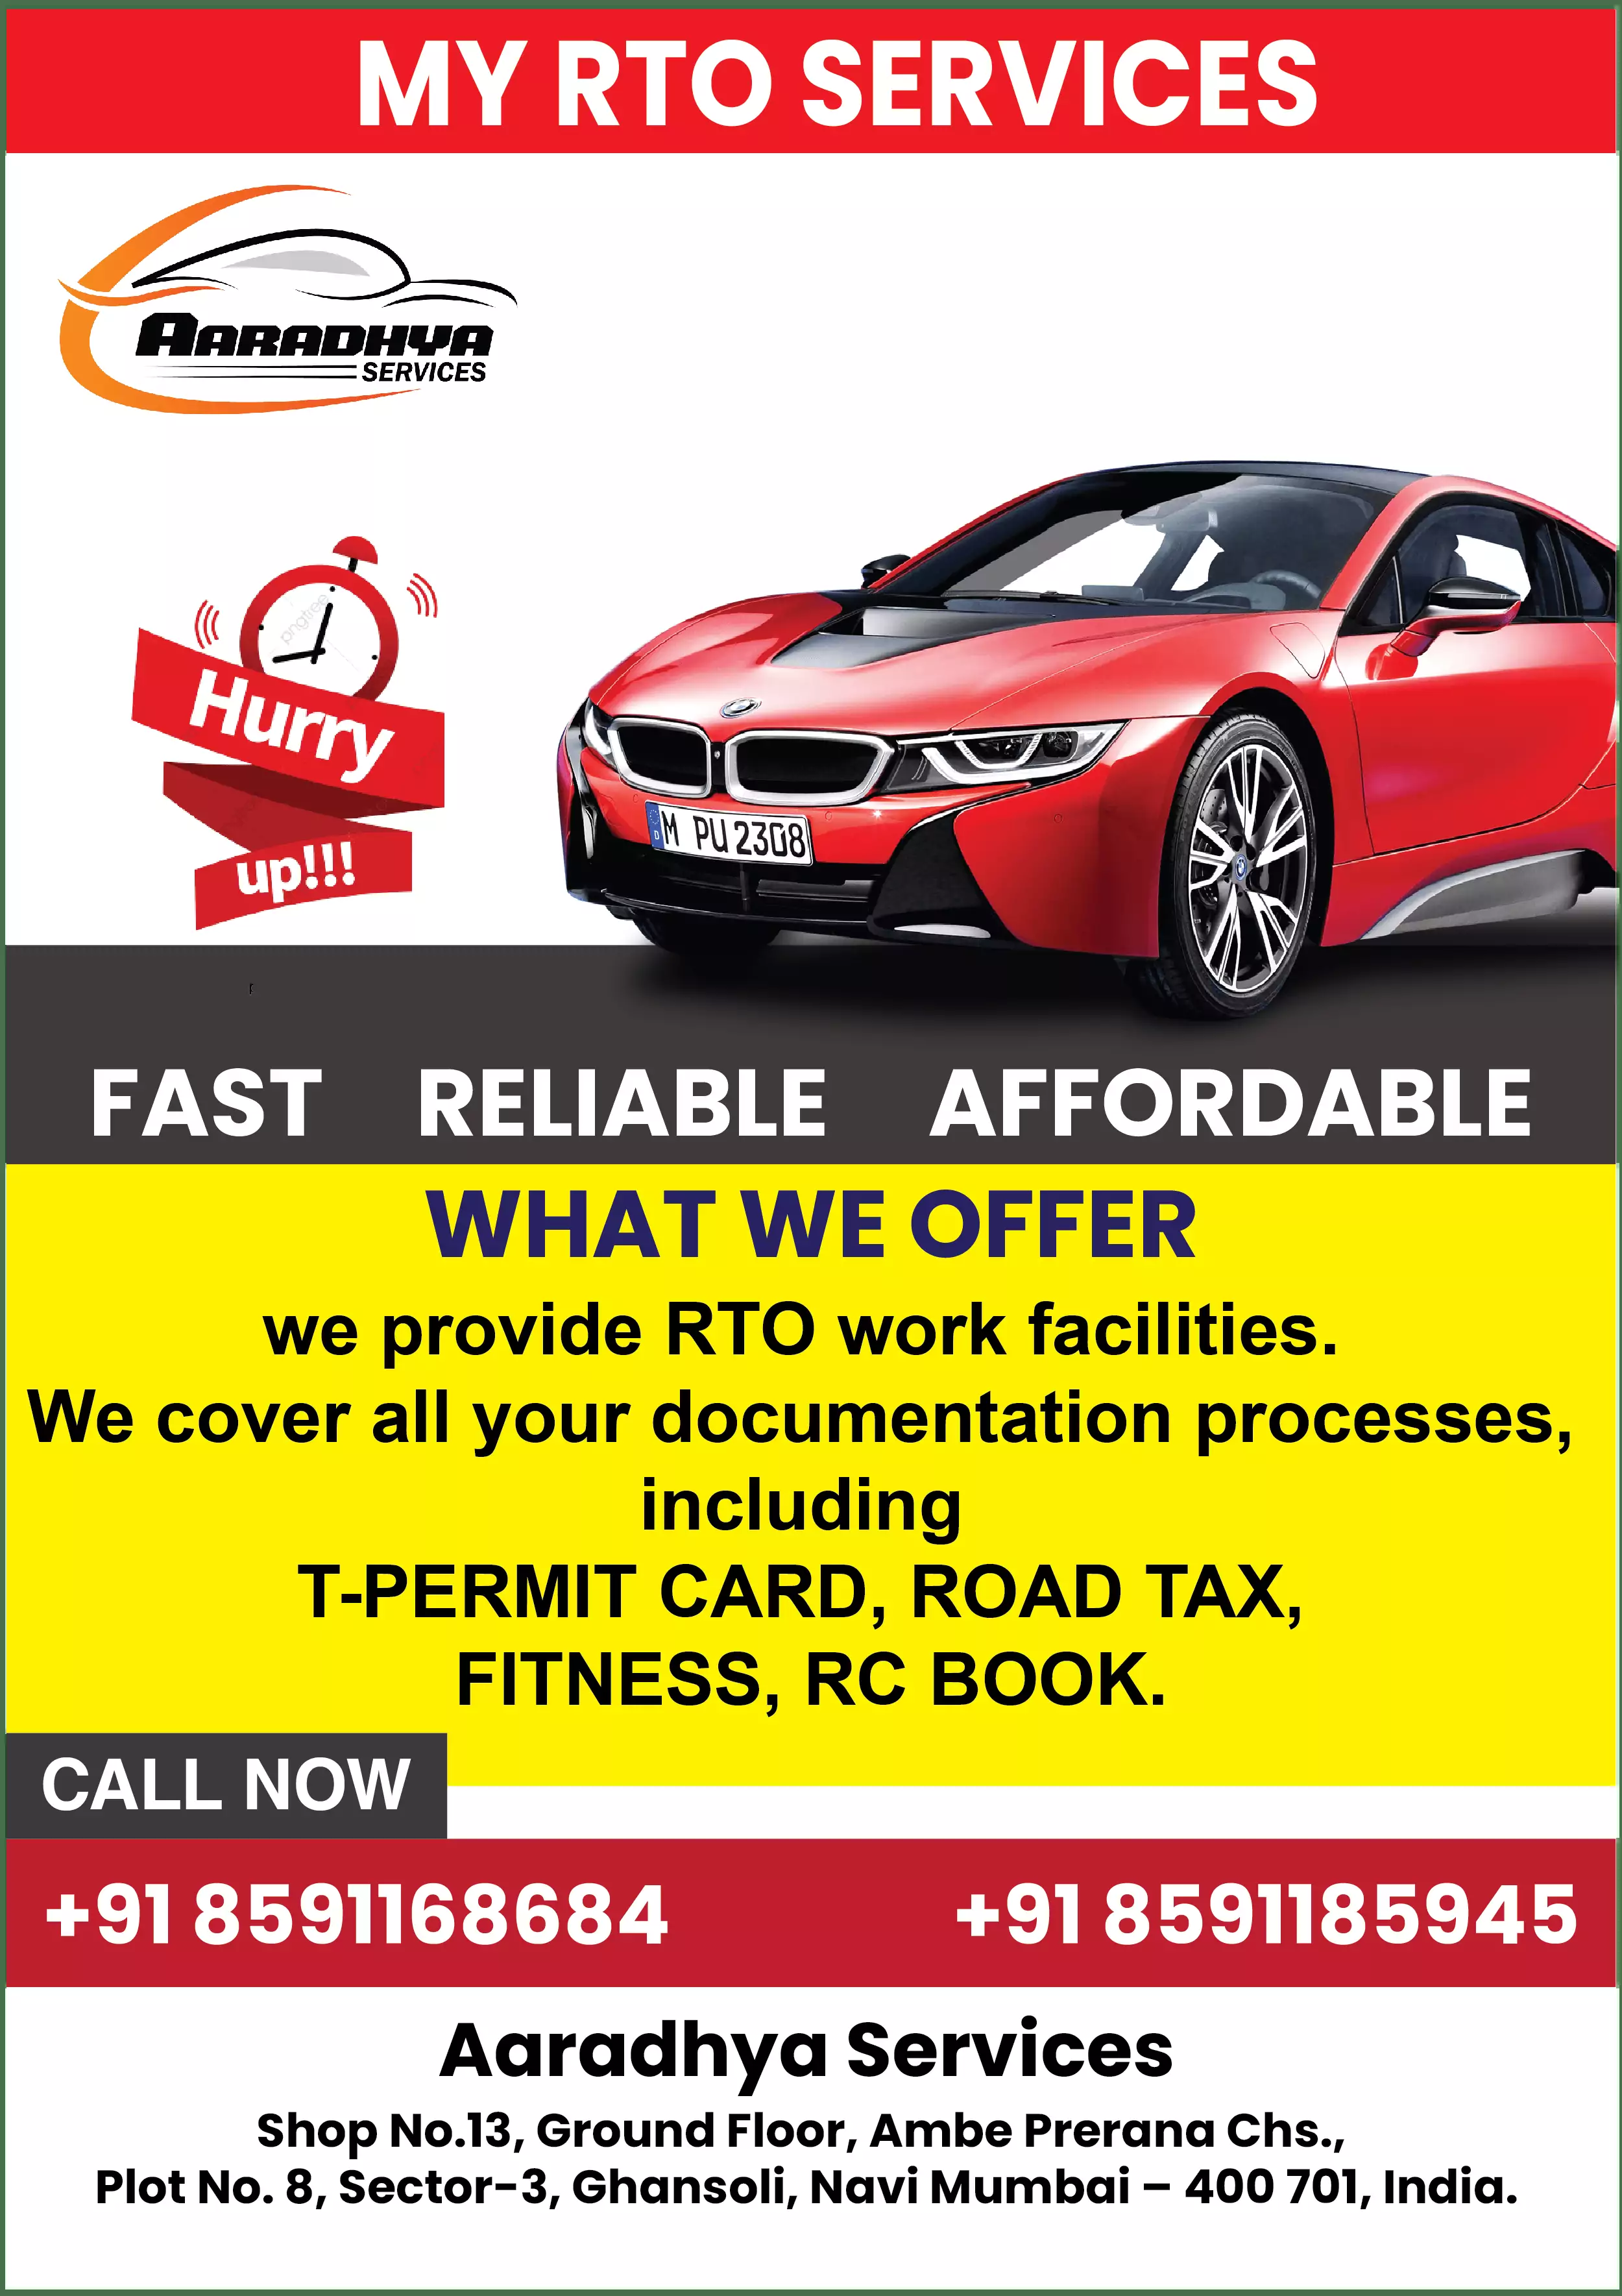 MY RTO SERVICES
AARADHYA
SERVICES
pngtree
Hurry
up!!!
M PU 2308
D
FAST RELIABLE AFFORDABLE
WHAT WE OFFER
we provide RTO work facilities.
We cover all your documentation processes,
including
T-PERMIT CARD, ROAD TAX,
FITNESS, RC BOOK.
CALL NOW
+91 8591168684 +91 8591185945
Aaradhya Services
Shop No.13, Ground Floor, Ambe Prerana Chs.,
Plot No. 8, Sector-3, Ghansoli, Navi Mumbai – 400 701, India.